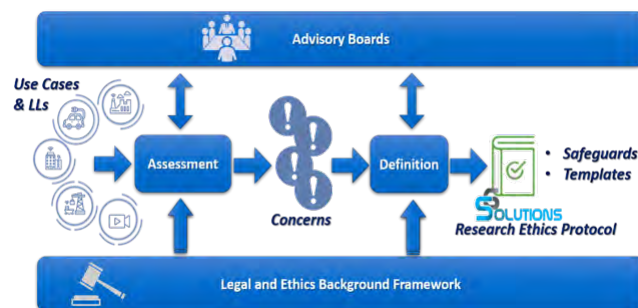 Advisory Boards
Use Cases
& LLs
Assessment
Concerns
Definition
• Safeguards
• Templates
SOLUTIONS
Research Ethics Protocol
Legal and Ethics Background Framework